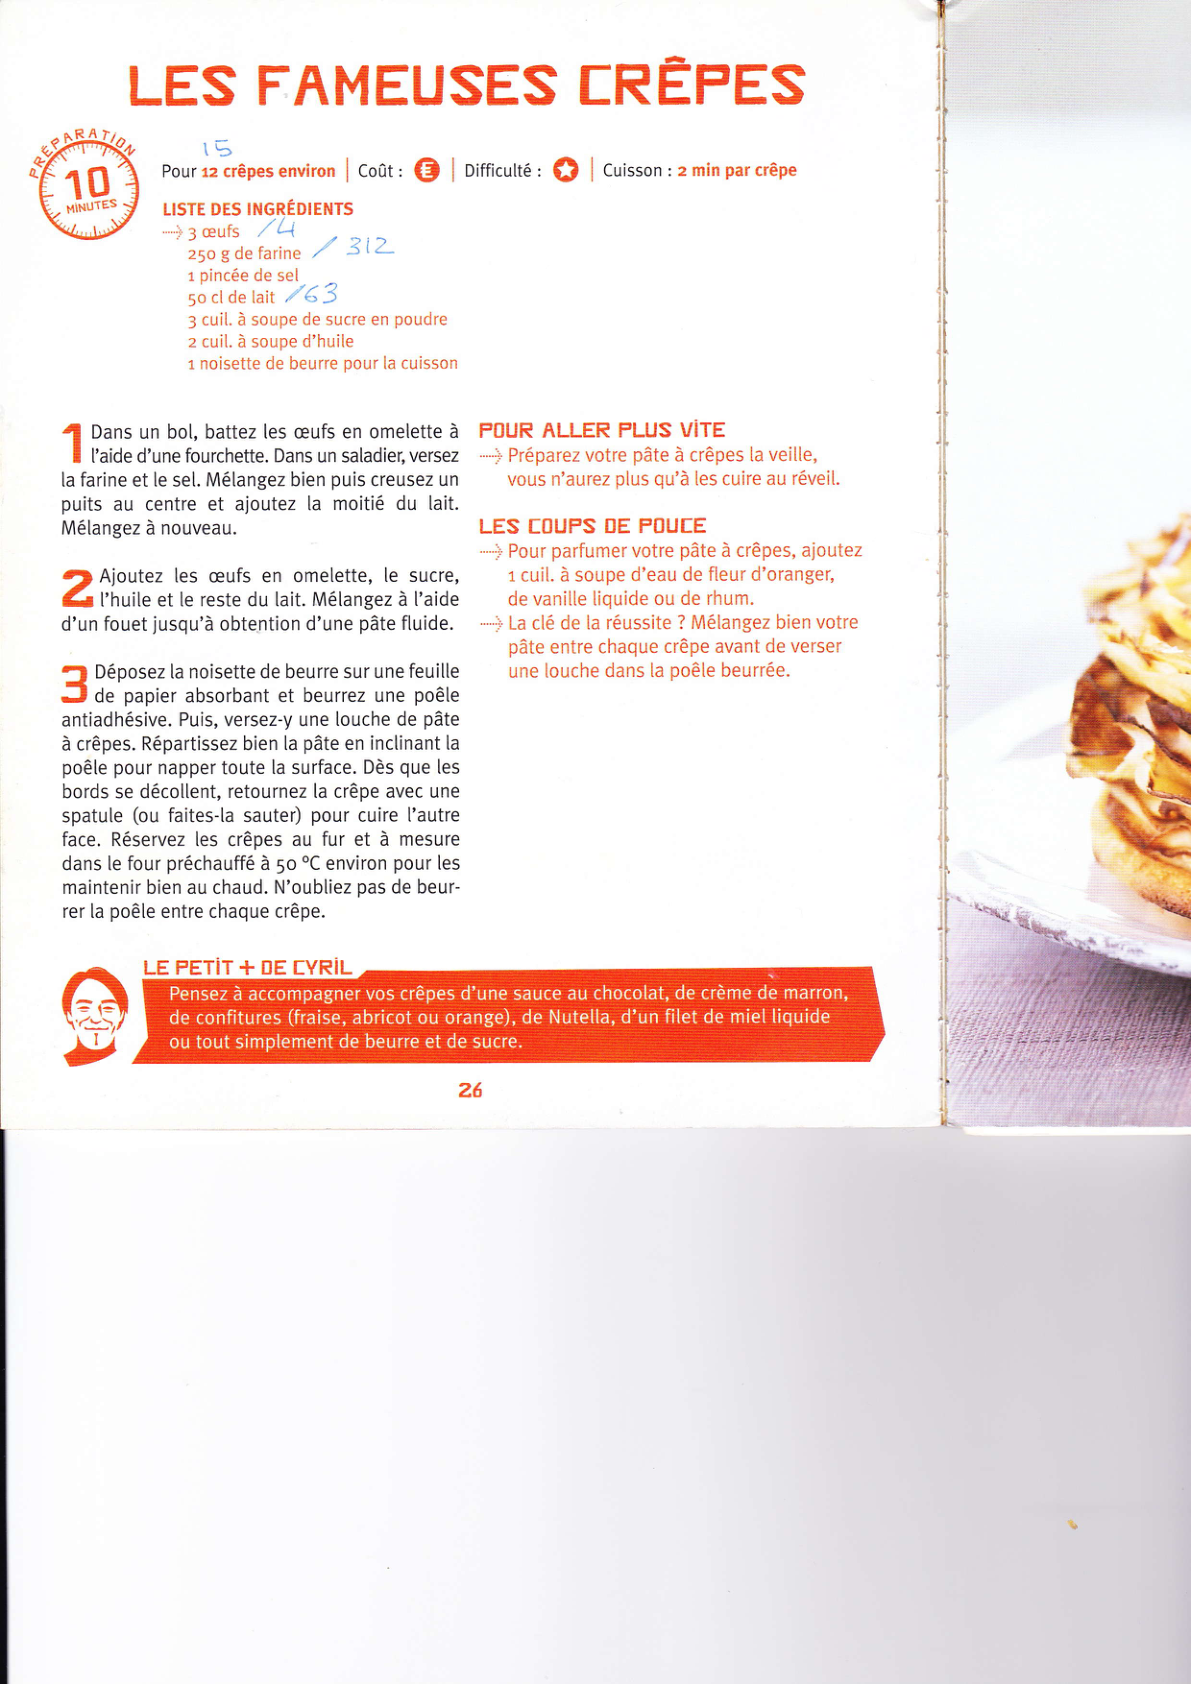 LES FAMEUSES CRÊPES
PRÉPARATION
10
MINUTES
15
Pour 12 crêpes environ | Coût : € | Difficulté : | Cuisson : 2 min par crêpe
LISTE DES INGRÉDIENTS
3 œufs /4
250 g de farine / 312
1 pincée de sel
50 cl de lait /63
3 cuil. à soupe de sucre en poudre
2 cuil. à soupe d'huile
1 noisette de beurre pour la cuisson
1 Dans un bol, battez les œufs en omelette à
l'aide d'une fourchette. Dans un saladier, versez
la farine et le sel. Mélangez bien puis creusez un
puits au centre et ajoutez la moitié du lait.
Mélangez à nouveau.
2 Ajoutez les œufs en omelette, le sucre,
l'huile et le reste du lait. Mélangez à l'aide
d'un fouet jusqu'à obtention d'une pâte fluide.
3 Déposez la noisette de beurre sur une feuille
de papier absorbant et beurrez une poêle
antiadhésive. Puis, versez-y une louche de pâte
à crêpes. Répartissez bien la pâte en inclinant la
poêle pour napper toute la surface. Dès que les
bords se décollent, retournez la crêpe avec une
spatule (ou faites-la sauter) pour cuire l'autre
face. Réservez les crêpes au fur et à mesure
dans le four préchauffé à 50 °C environ pour les
maintenir bien au chaud. N'oubliez pas de beur-
rer la poêle entre chaque crêpe.
POUR ALLER PLUS VITE
Préparez votre pâte à crêpes la veille,
vous n'aurez plus qu'à les cuire au réveil.
LES COUPS DE POUCE
Pour parfumer votre pâte à crêpes, ajoutez
1 cuil. à soupe d'eau de fleur d'oranger,
de vanille liquide ou de rhum.
La clé de la réussite ? Mélangez bien votre
pâte entre chaque crêpe avant de verser
une louche dans la poêle beurrée.
LE PETIT + DE CYRIL
Pensez à accompagner vos crêpes d'une sauce au chocolat, de crème de marron,
de confitures (fraise, abricot ou orange), de Nutella, d'un filet de miel liquide
ou tout simplement de beurre et de sucre.
26